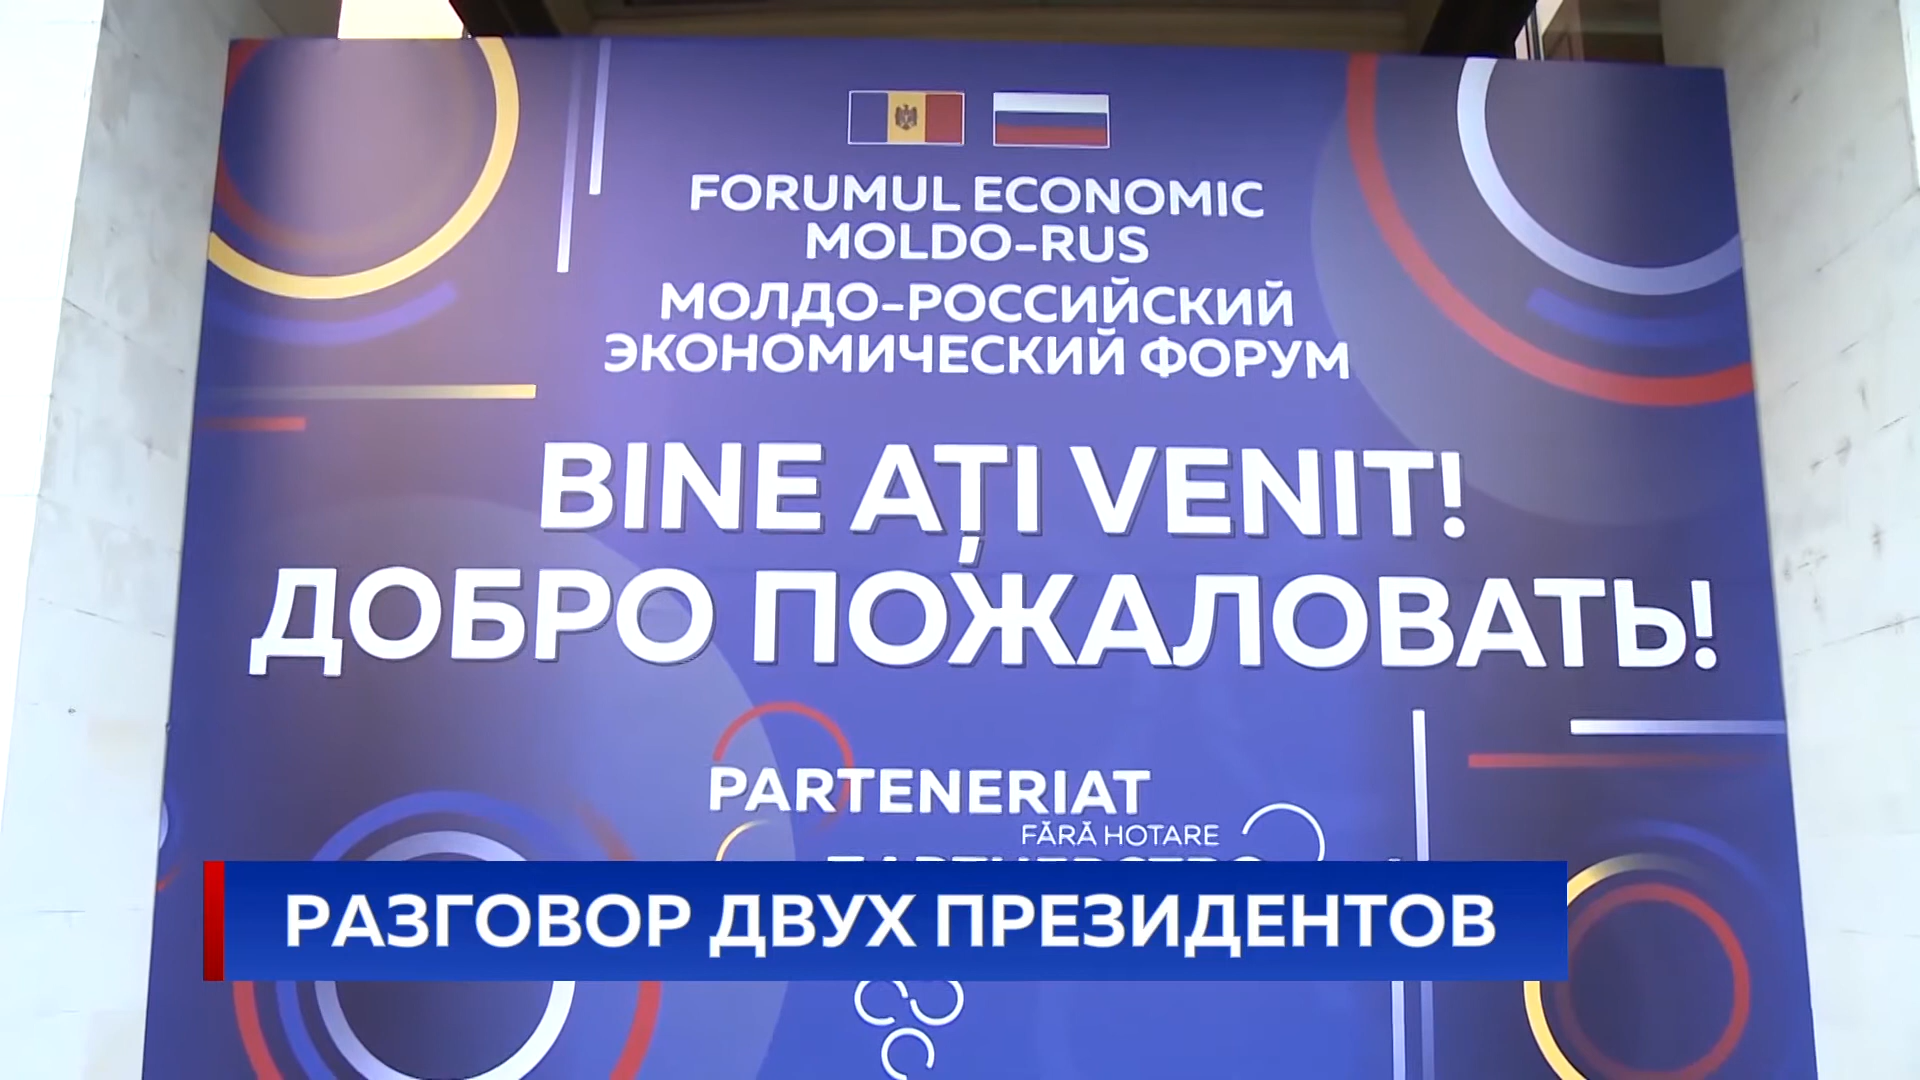 FORUMUL ECONOMIC
MOLDO-RUS
МОЛДО-РОССИЙСКИЙ
ЭКОНОМИЧЕСКИЙ ФОРУМ
BINE AȚI VENIT!
ДОБРО ПОЖАЛОВАТЬ!
PARTENERIAT
FĂRĂ HOTARE
РАЗГОВОР ДВУХ ПРЕЗИДЕНТОВ